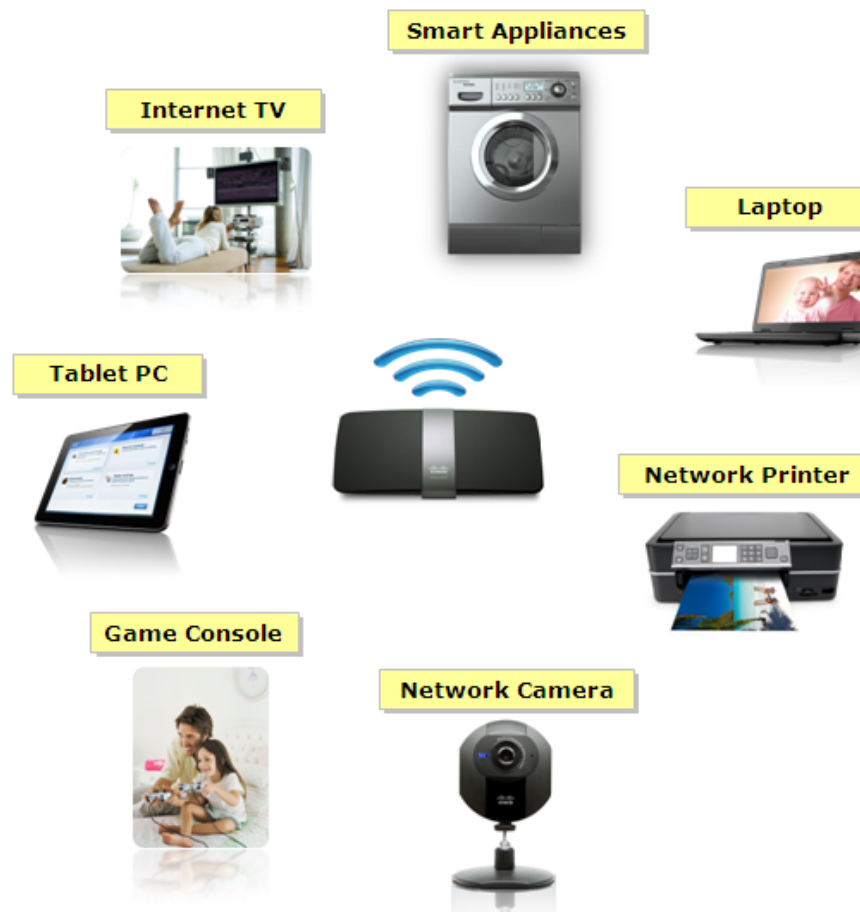 Smart Appliances
Internet TV
Laptop
Tablet PC
Network Printer
Game Console
Network Camera